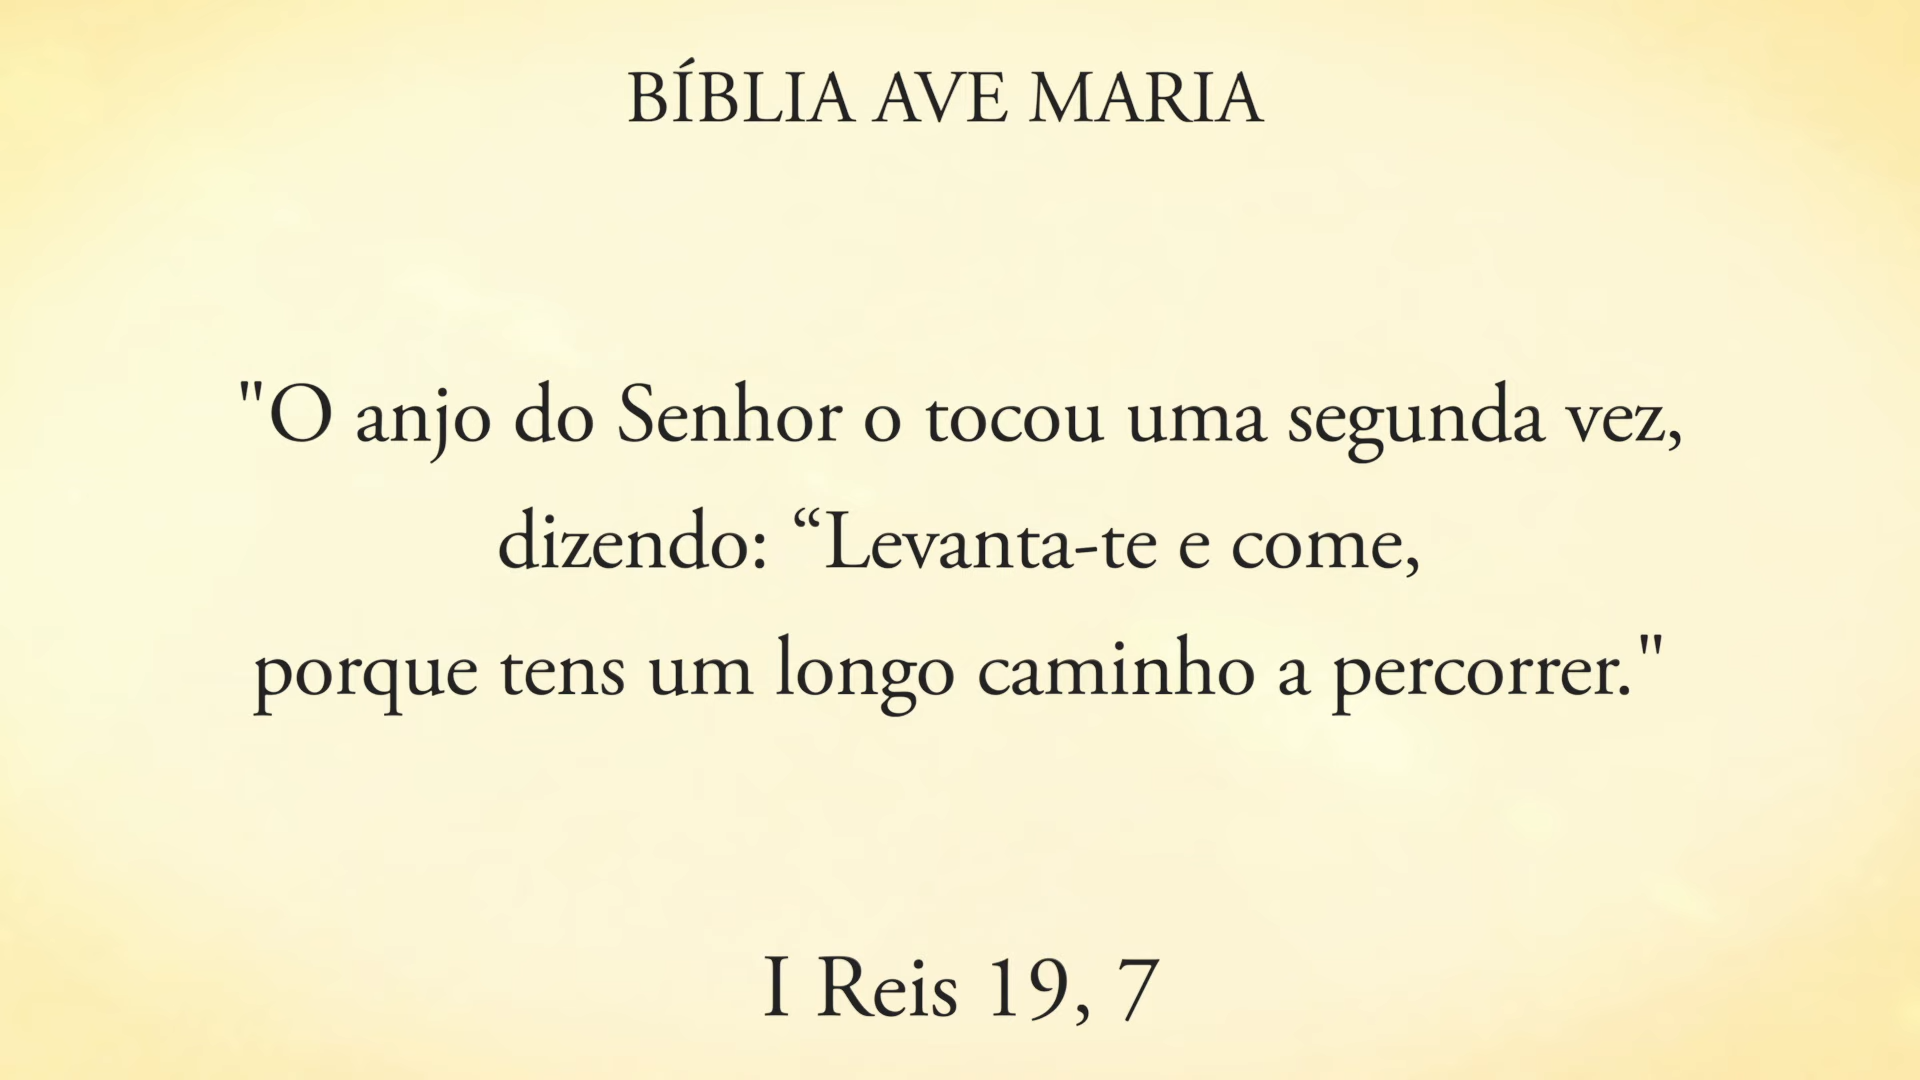 BÍBLIA AVE MARIA
"O anjo do Senhor o tocou uma segunda vez,
dizendo: “Levanta-te e come,
porque tens um longo caminho a percorrer."
I Reis 19, 7